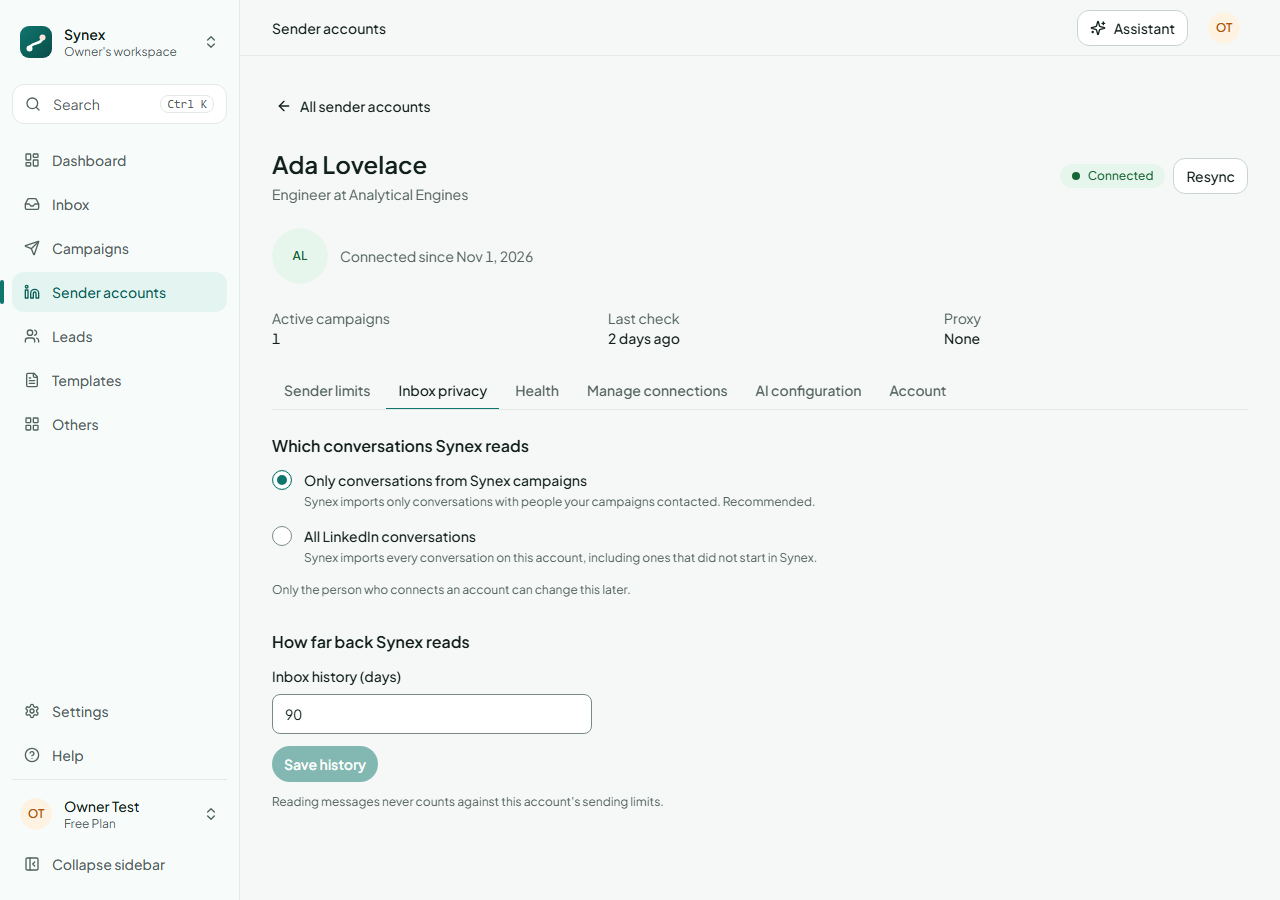 Synex
Owner's workspace
Search
Ctrl K
Dashboard
Inbox
Campaigns
Sender accounts
Leads
Templates
Others
Settings
Help
OT
Owner Test
Free Plan
Collapse sidebar
Sender accounts
Assistant
OT
All sender accounts
Ada Lovelace
Engineer at Analytical Engines
Connected
Resync
AL
Connected since Nov 1, 2026
Active campaigns
1
Last check
2 days ago
Proxy
None
Sender limits
Inbox privacy
Health
Manage connections
AI configuration
Account
Which conversations Synex reads
Only conversations from Synex campaigns
Synex imports only conversations with people your campaigns contacted. Recommended.
All LinkedIn conversations
Synex imports every conversation on this account, including ones that did not start in Synex.
Only the person who connects an account can change this later.
How far back Synex reads
Inbox history (days)
90
Save history
Reading messages never counts against this account's sending limits.